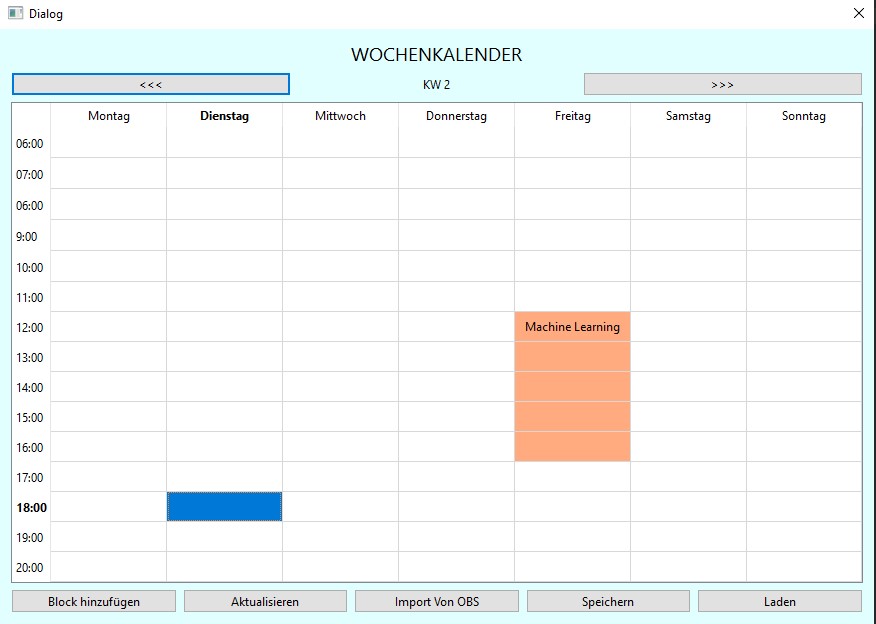 Dialog
WOCHENKALENDER
<<< KW 2 >>>
Montag Dienstag Mittwoch Donnerstag Freitag Samstag Sonntag
06:00
07:00
06:00
9:00
10:00
11:00
12:00 Machine Learning
13:00
14:00
15:00
16:00
17:00
18:00
19:00
20:00
Block hinzufügen Aktualisieren Import Von OBS Speichern Laden